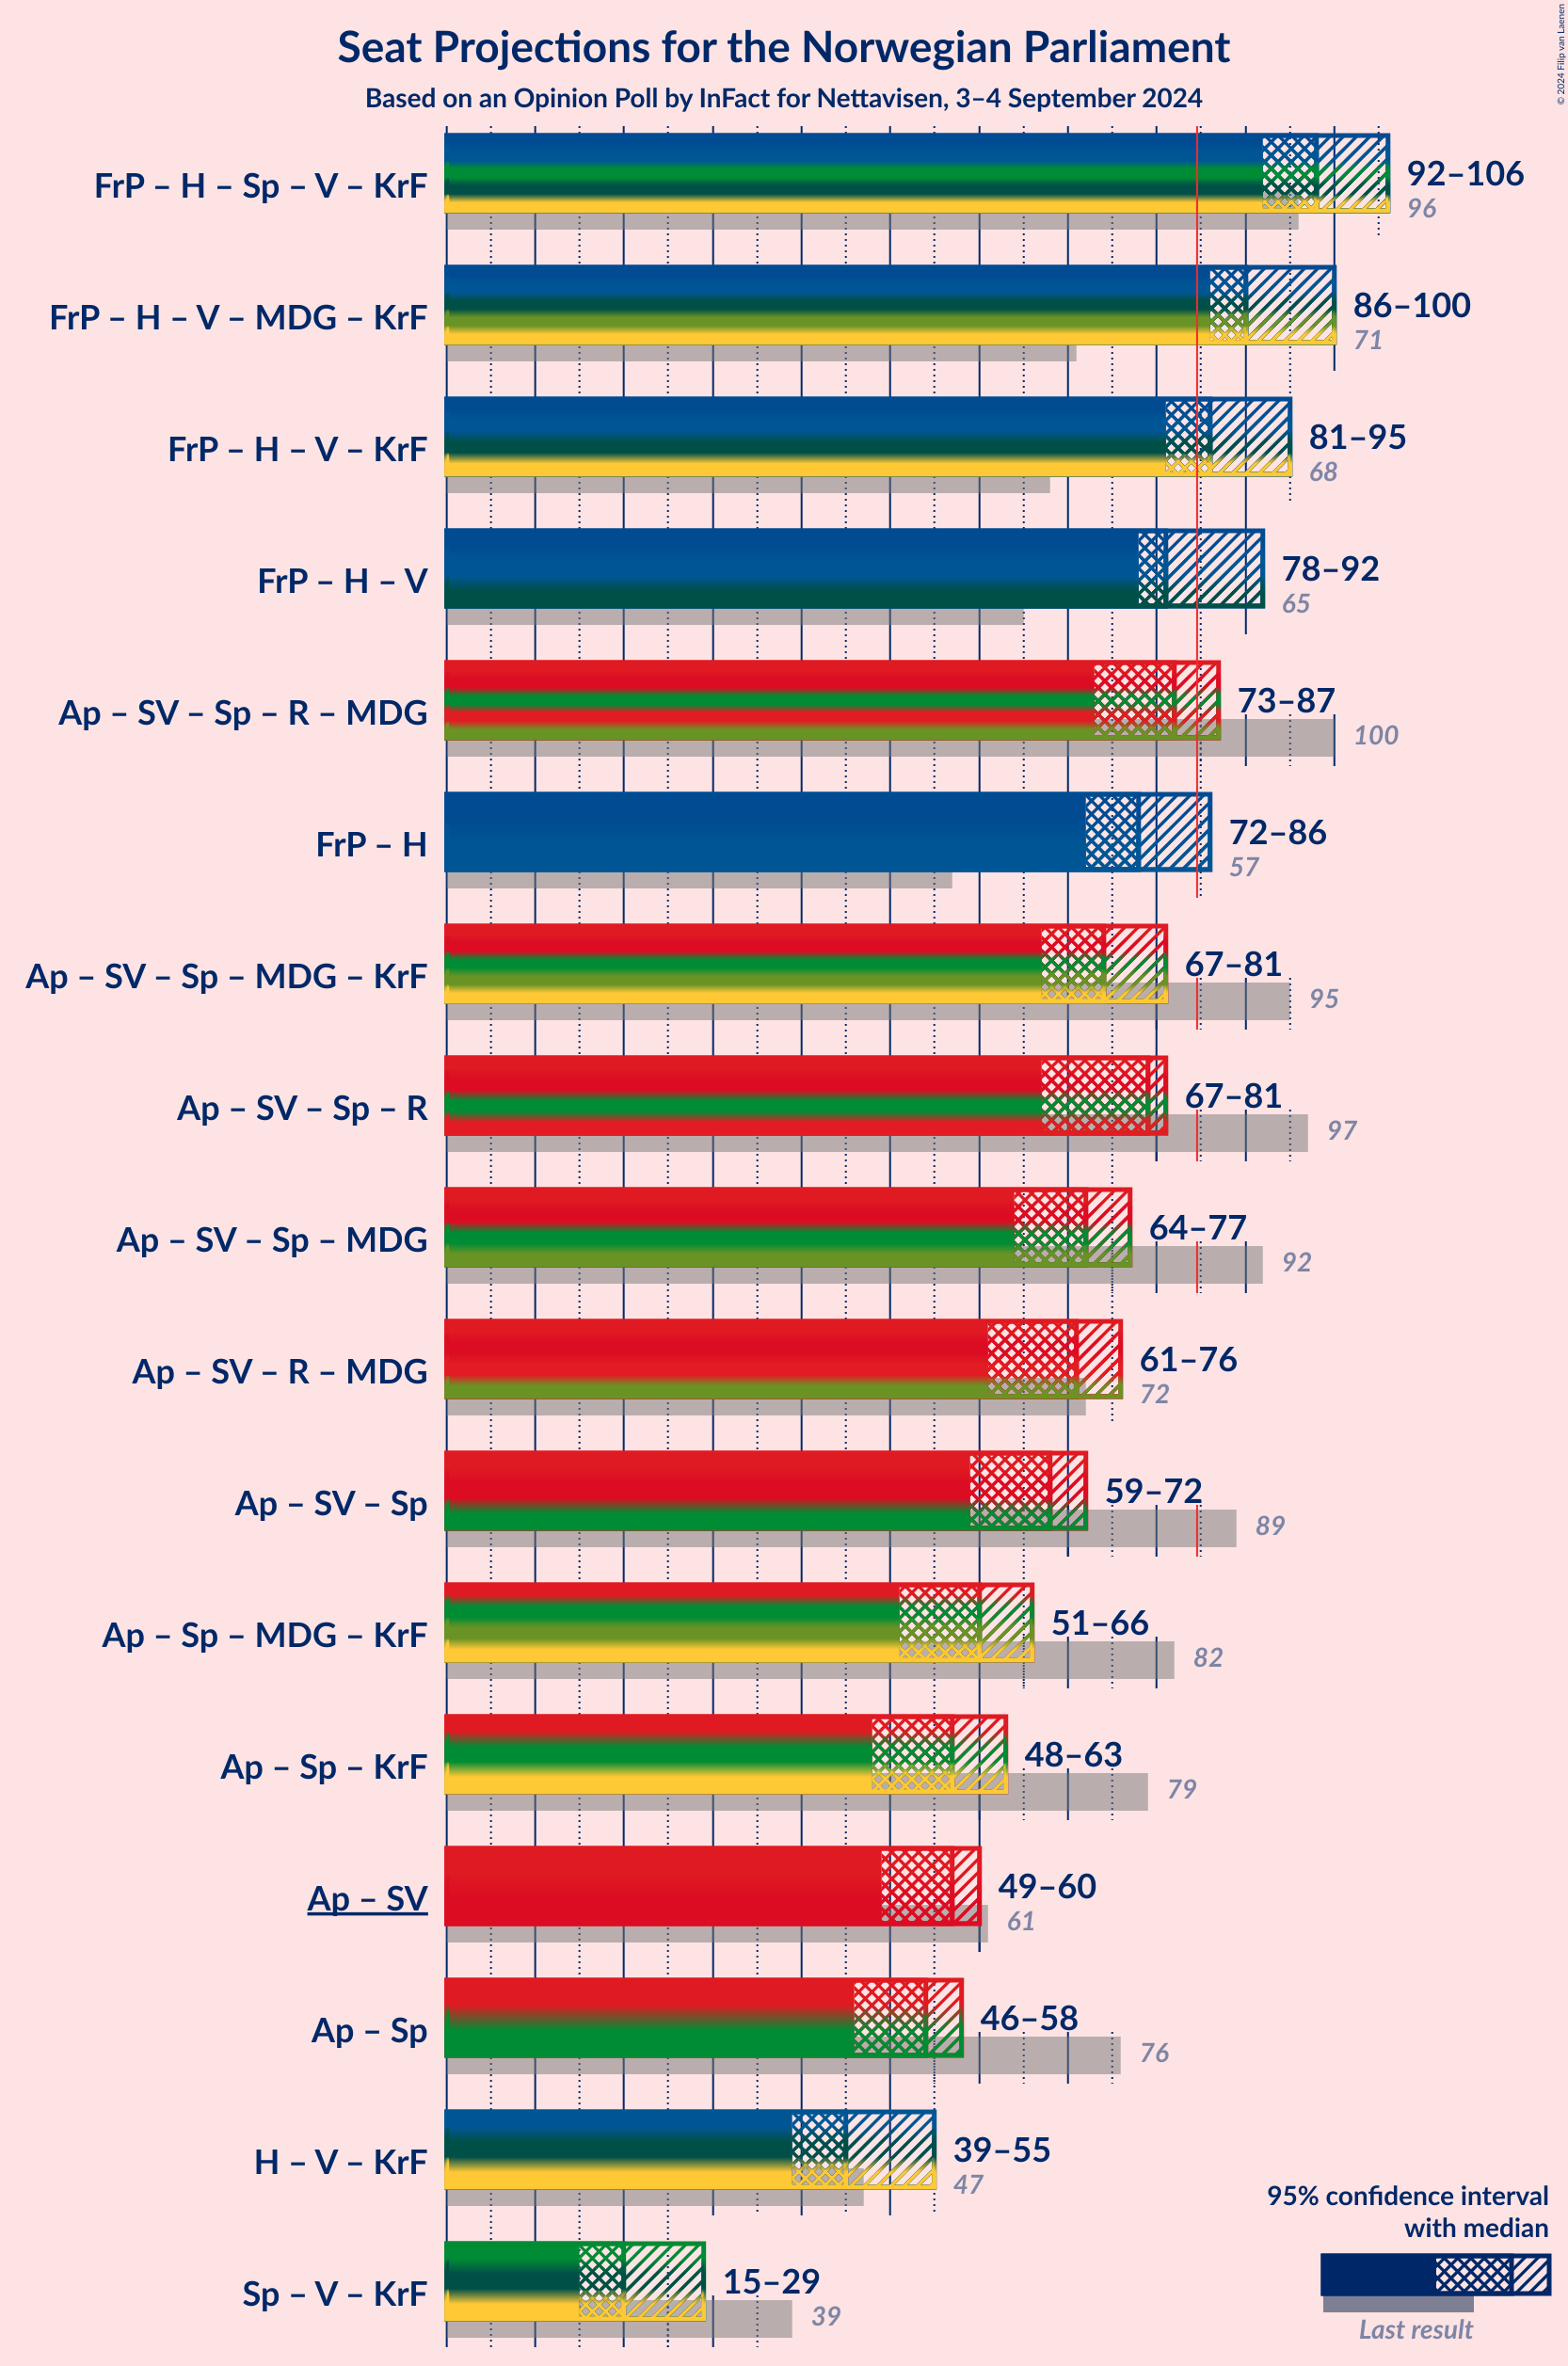 Seat Projections for the Norwegian Parliament
Based on an Opinion Poll by InFact for Nettavisen, 3–4 September 2024
© 2024 Filip van Laenen
FrP – H – Sp – V – KrF
92–106
96
FrP – H – V – MDG – KrF
86–100
71
FrP – H – V – KrF
81–95
68
FrP – H – V
78–92
65
Ap – SV – Sp – R – MDG
73–87
100
FrP – H
72–86
57
Ap – SV – Sp – MDG – KrF
67–81
95
Ap – SV – Sp – R
67–81
97
Ap – SV – Sp – MDG
64–77
92
Ap – SV – R – MDG
61–76
72
Ap – SV – Sp
59–72
89
Ap – Sp – MDG – KrF
51–66
82
Ap – Sp – KrF
48–63
79
Ap – SV
49–60
61
Ap – Sp
46–58
76
H – V – KrF
39–55
47
Sp – V – KrF
15–29
39
95% confidence interval
with median
Last result